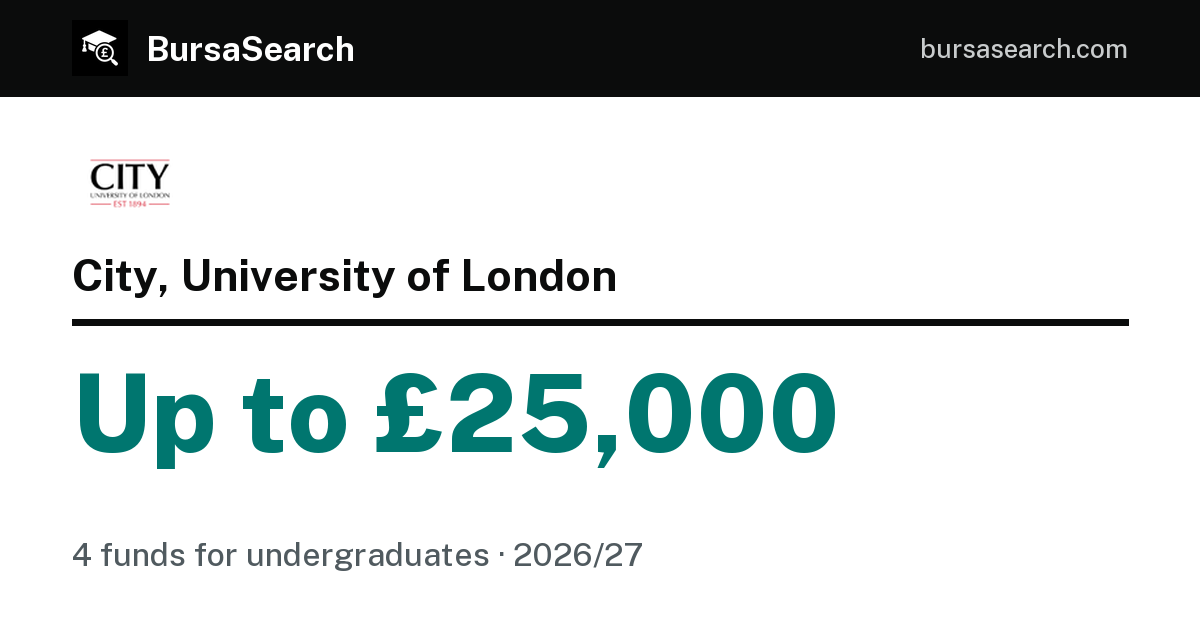 £
BursaSearch
bursasearch.com
CITY
UNIVERSITY OF LONDON
EST 1894
City, University of London
Up to £25,000
4 funds for undergraduates · 2026/27